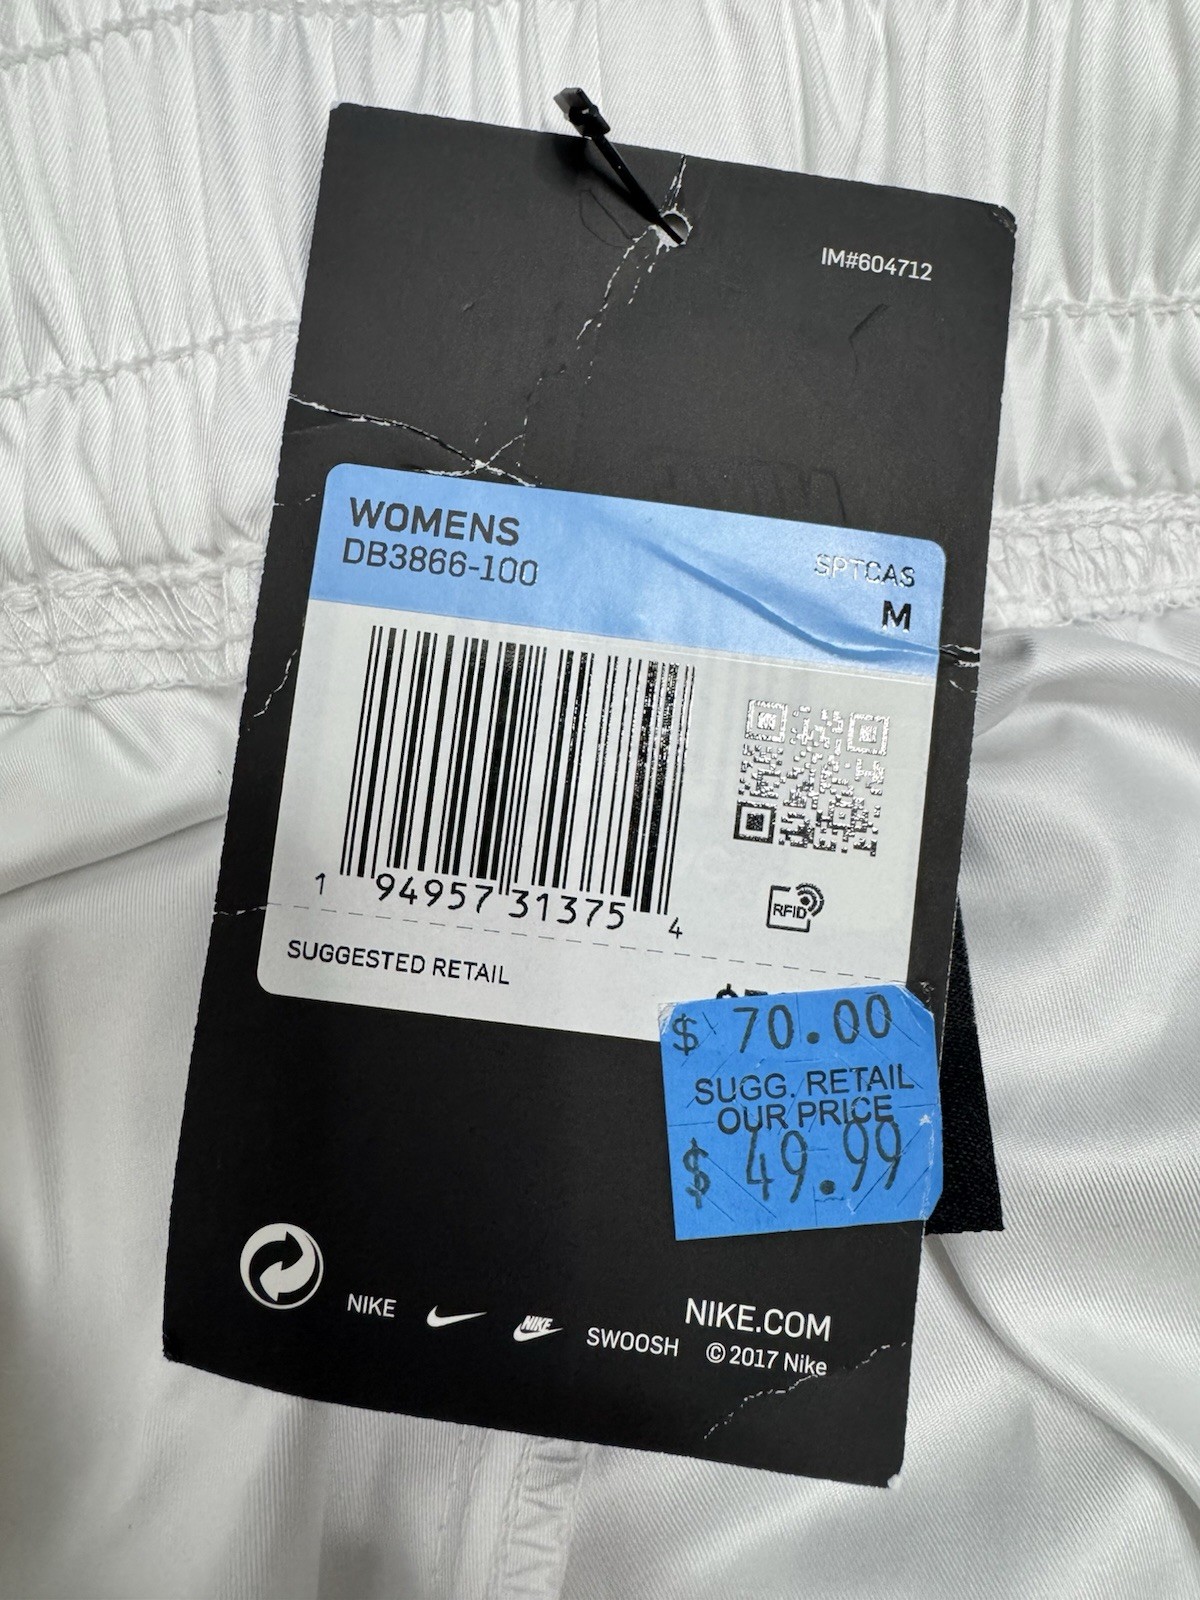 IM#604712
WOMENS
DB3866-100
SPTCAS
M
1 94957 31375 4
RFID
SUGGESTED RETAIL
$ 70.00
SUGG. RETAIL
OUR PRICE
$ 49.99
NIKE
NIKE
SWOOSH
NIKE.COM
© 2017 Nike